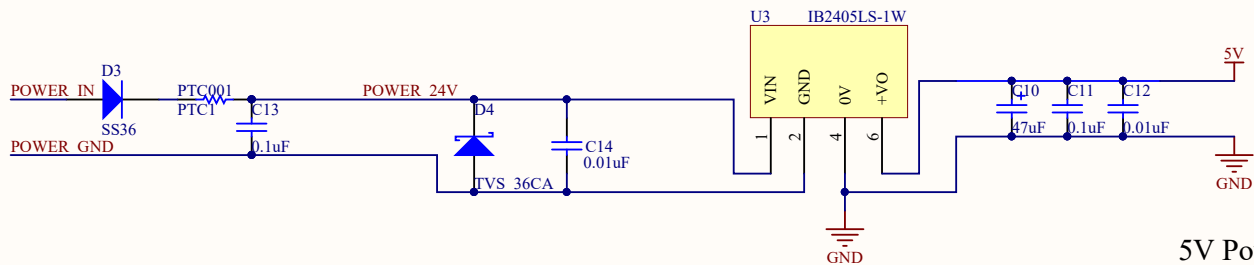 U3
IB2405LS-1W
5V
D3
POWER_IN
PTC001
POWER_24V
VIN
GND
0V
+VO
SS36
PTC1
C13
D4
C10
C11
C12
1
2
4
6
47uF
0.1uF
0.01uF
POWER_GND
0.1uF
C14
0.01uF
TVS_36CA
GND
GND
5V Po